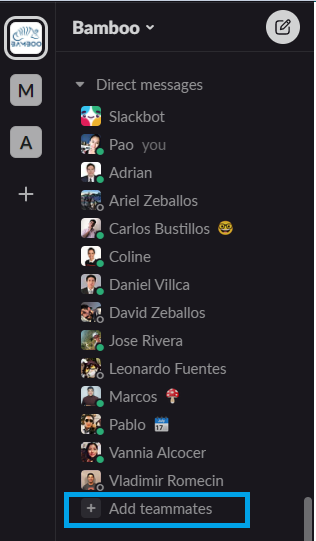 BAMBOO
Bamboo
M
A
Direct messages
Slackbot
Pao you
Adrian
Ariel Zeballos
Carlos Bustillos 🤓
Coline
Daniel Villca
David Zeballos
Jose Rivera
Leonardo Fuentes
Marcos 🍄
Pablo 📅
Vannia Alcocer
Vladimir Romecin
+ Add teammates